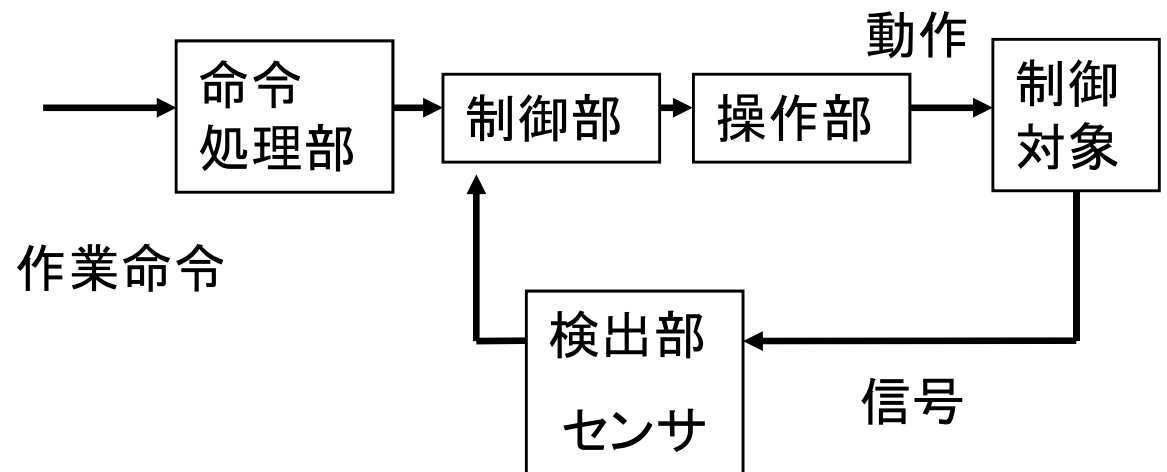 動作
命令
処理部
制御部
操作部
制御
対象
作業命令
検出部
センサ
信号